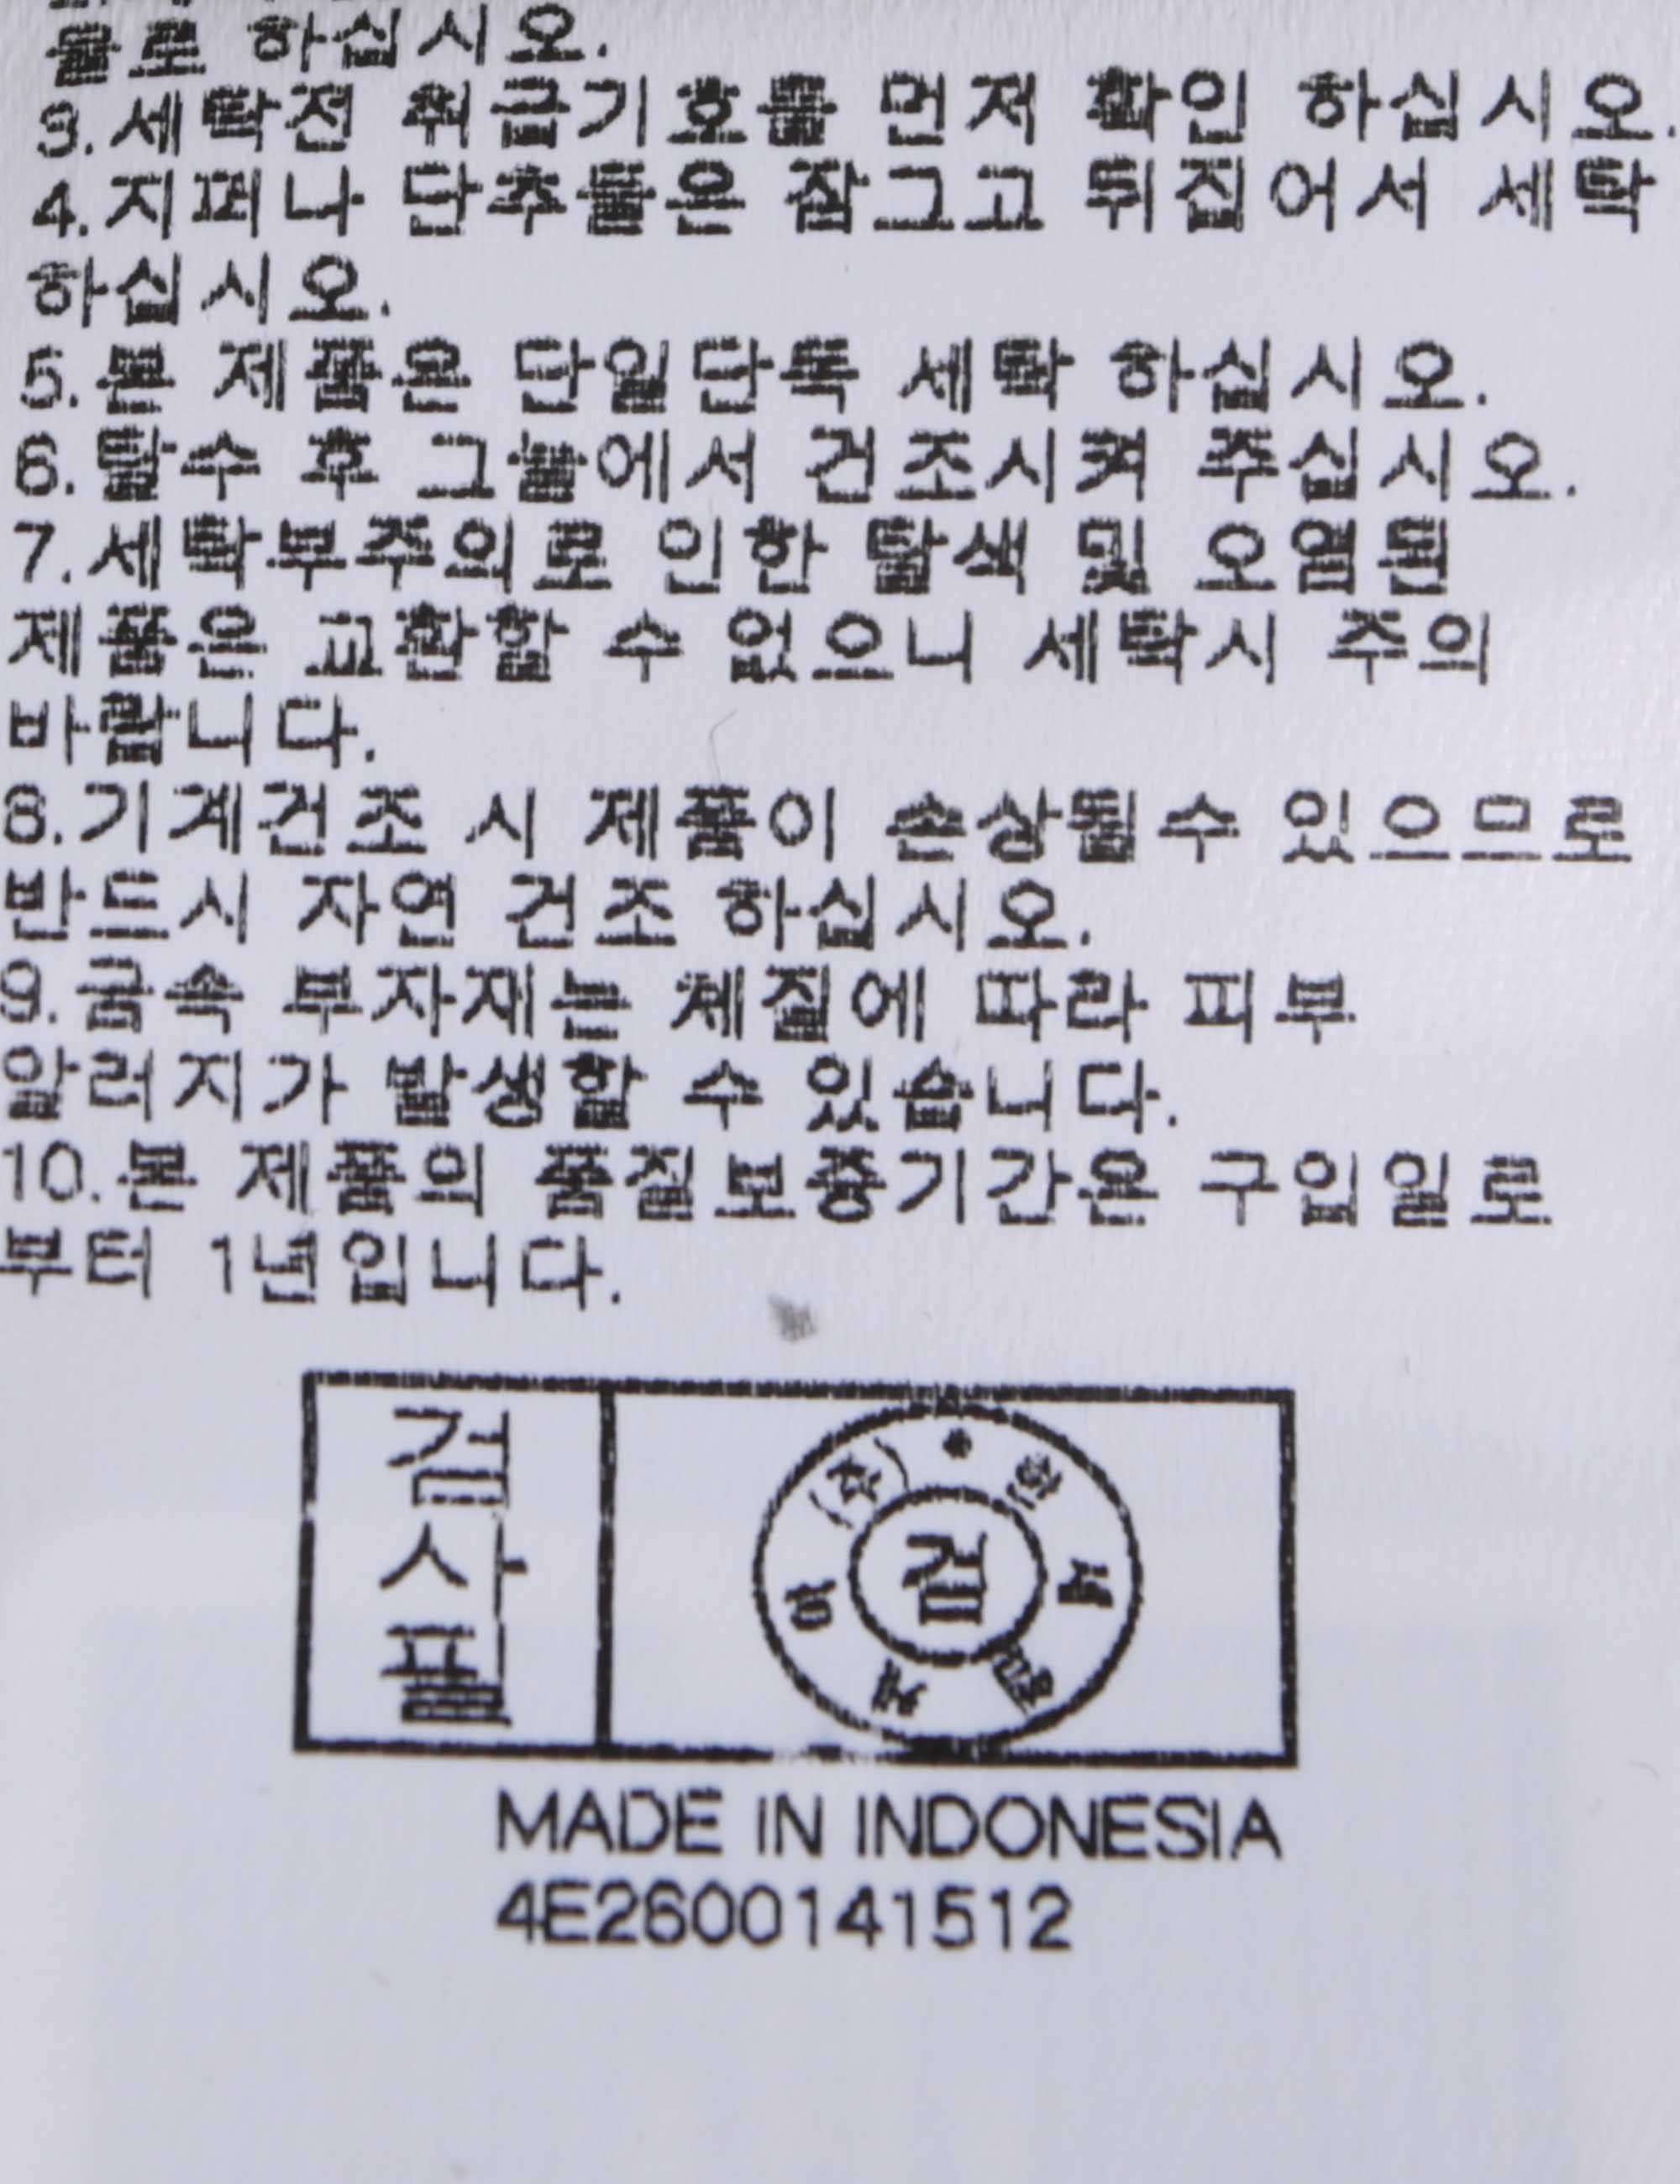 물로 하십시오.
3.세탁전 취급기호를 먼저 확인 하십시오.
4.지퍼나 단추들은 잠그고 뒤집어서 세탁
하십시오.
5.본 제품은 단일단독 세탁 하십시오.
6.탈수 후 그늘에서 건조시켜 주십시오.
7.세탁부주의로 인한 탈색 및 오염된
제품은 교환할 수 없으니 세탁시 주의
바랍니다.
8.기계건조 시 제품이 손상될수 있으므로
반드시 자연 건조 하십시오.
9.금속 부자재는 체질에 따라 피부
알러지가 발생할 수 있습니다.
10.본 제품의 품질보증기간은 구입일로
부터 1년입니다.
검사필
(주)한세
검
MADE IN INDONESIA
4E2600141512